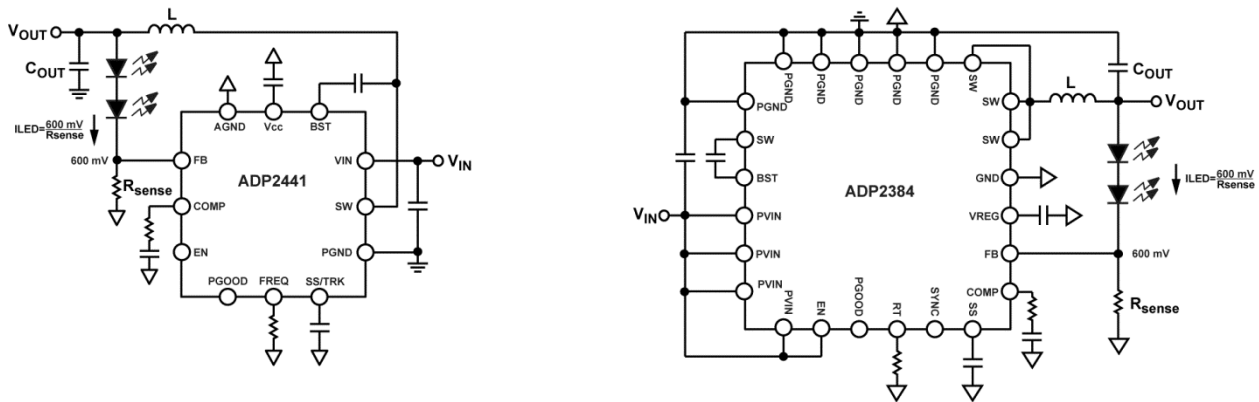 VOUT
L
COUT
ILED=600 mV
Rsense
600 mV
Rsense
AGND
Vcc
BST
FB
VIN
VIN
ADP2441
COMP
SW
EN
PGND
PGOOD
FREQ
SS/TRK
PGND
PGND
PGND
PGND
PGND
SW
PGND
SW
L
COUT
VOUT
SW
SW
BST
ADP2384
GND
ILED=600 mV
Rsense
VIN
PVIN
VREG
PVIN
FB
600 mV
PVIN
COMP
Rsense
PVIN
EN
PGOOD
RT
SYNC
SS